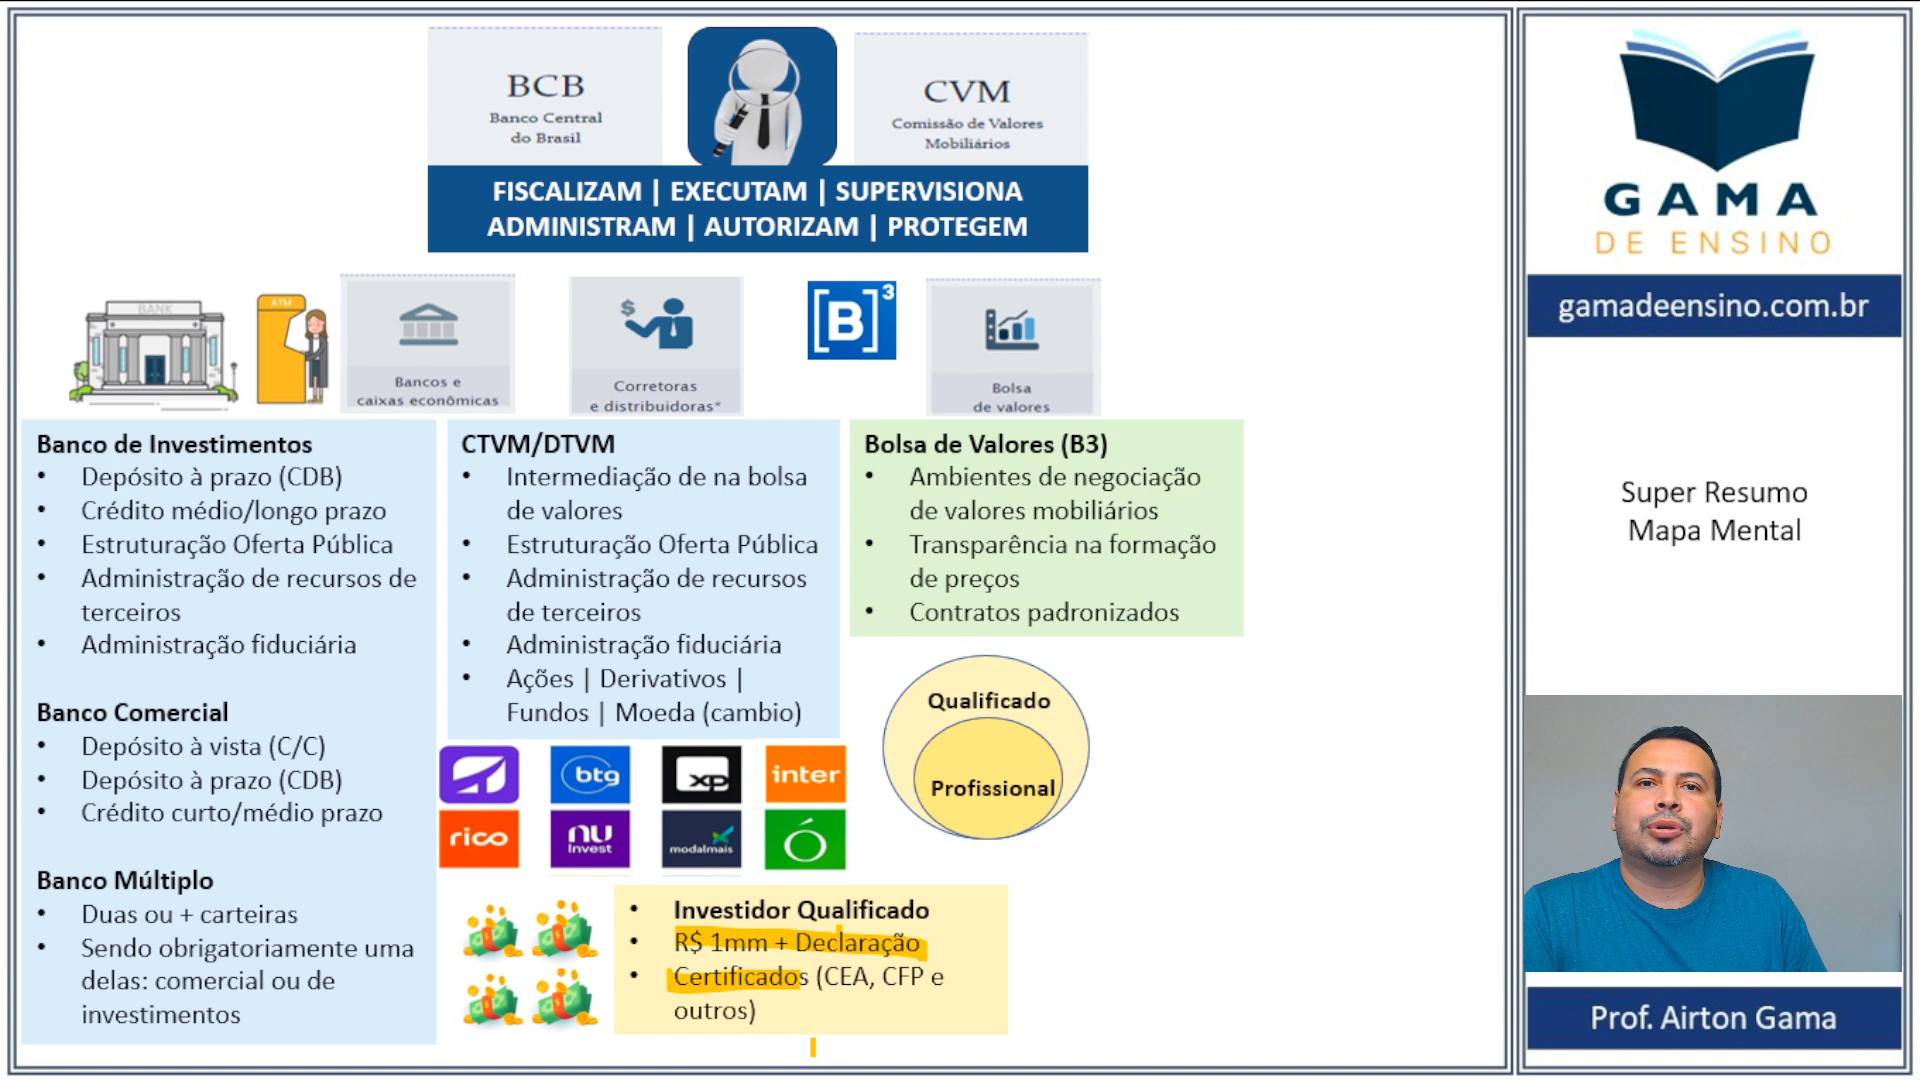 BCB
Banco Central
do Brasil
CVM
Comissão de Valores
Mobiliários
FISCALIZAM | EXECUTAM | SUPERVISIONA
ADMINISTRAM | AUTORIZAM | PROTEGEM
BANK
ATM
Bancos e
caixas econômicas
Corretoras
e distribuidoras*
[B]³
Bolsa
de valores
Banco de Investimentos
• Depósito à prazo (CDB)
• Crédito médio/longo prazo
• Estruturação Oferta Pública
• Administração de recursos de
terceiros
• Administração fiduciária
Banco Comercial
• Depósito à vista (C/C)
• Depósito à prazo (CDB)
• Crédito curto/médio prazo
Banco Múltiplo
• Duas ou + carteiras
• Sendo obrigatoriamente uma
delas: comercial ou de
investimentos
CTVM/DTVM
• Intermediação de na bolsa
de valores
• Estruturação Oferta Pública
• Administração de recursos
de terceiros
• Administração fiduciária
• Ações | Derivativos |
Fundos | Moeda (cambio)
btg
xp
inter
rico
nu
invest
modalmais
Ó
Bolsa de Valores (B3)
• Ambientes de negociação
de valores mobiliários
• Transparência na formação
de preços
• Contratos padronizados
Qualificado
Profissional
• Investidor Qualificado
• R$ 1mm + Declaração
• Certificados (CEA, CFP e
outros)
GAMA
DE ENSINO
gamadeensino.com.br
Super Resumo
Mapa Mental
Prof. Airton Gama